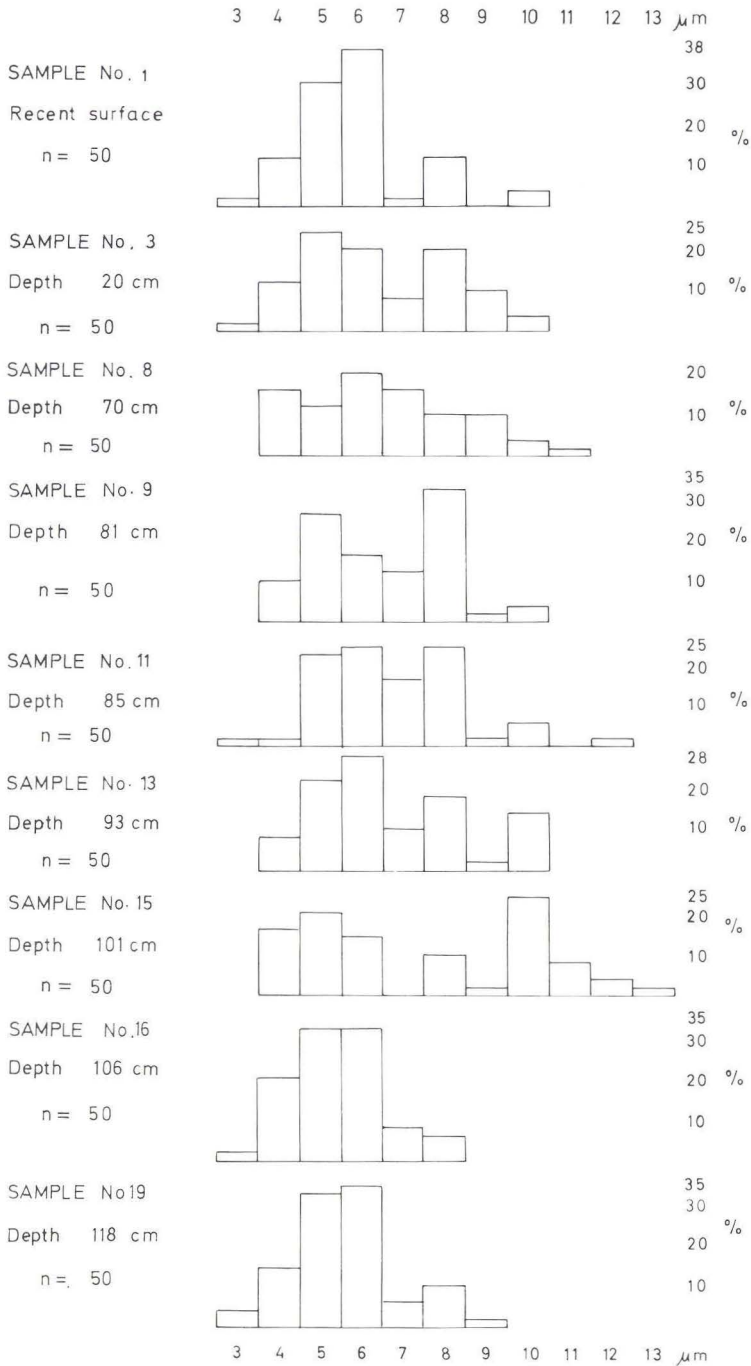 3 4 5 6 7 8 9 10 11 12 13 μm
38
SAMPLE No. 1
30
Recent surface
20
%
n = 50
10
25
SAMPLE No. 3
20
Depth 20 cm
10 %
n = 50
SAMPLE No. 8
20
Depth 70 cm
10 %
n = 50
35
SAMPLE No. 9
30
Depth 81 cm
20 %
10
n = 50
25
SAMPLE No. 11
20
Depth 85 cm
10 %
n = 50
28
SAMPLE No. 13
20
Depth 93 cm
10 %
n = 50
25
SAMPLE No. 15
20 %
Depth 101 cm
10
n = 50
35
SAMPLE No. 16
30
Depth 106 cm
20 %
n = 50
10
35
SAMPLE No 19
30
Depth 118 cm
%
20
n = 50
10
3 4 5 6 7 8 9 10 11 12 13 μm